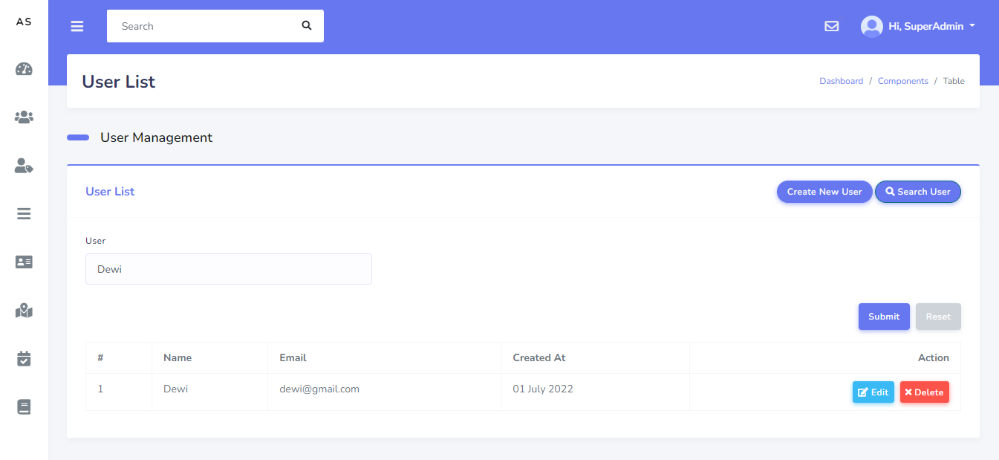 AS
Search
Hi, SuperAdmin
User List
Dashboard / Components / Table
User Management
User List
Create New User
Search User
User
Dewi
Submit
Reset
# Name Email Created At Action
1 Dewi dewi@gmail.com 01 July 2022 Edit Delete